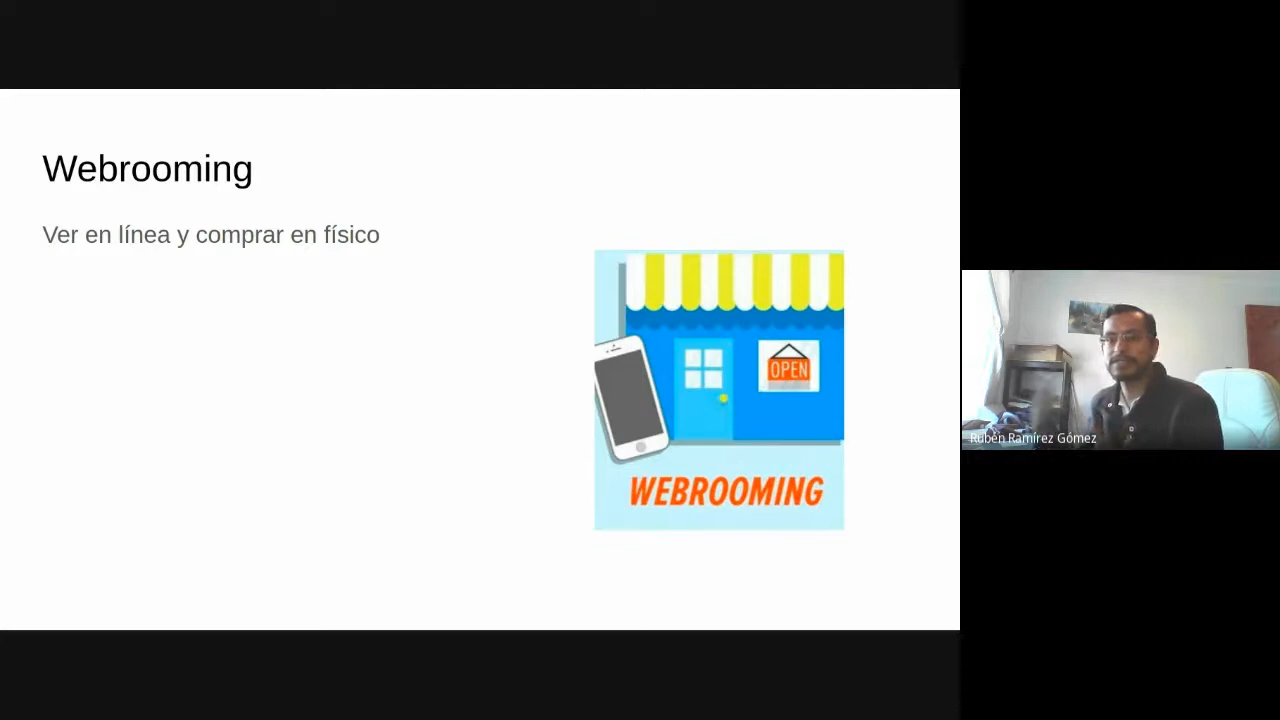 Webrooming
Ver en línea y comprar en físico
OPEN
WEBROOMING
Rubén Ramírez Gómez